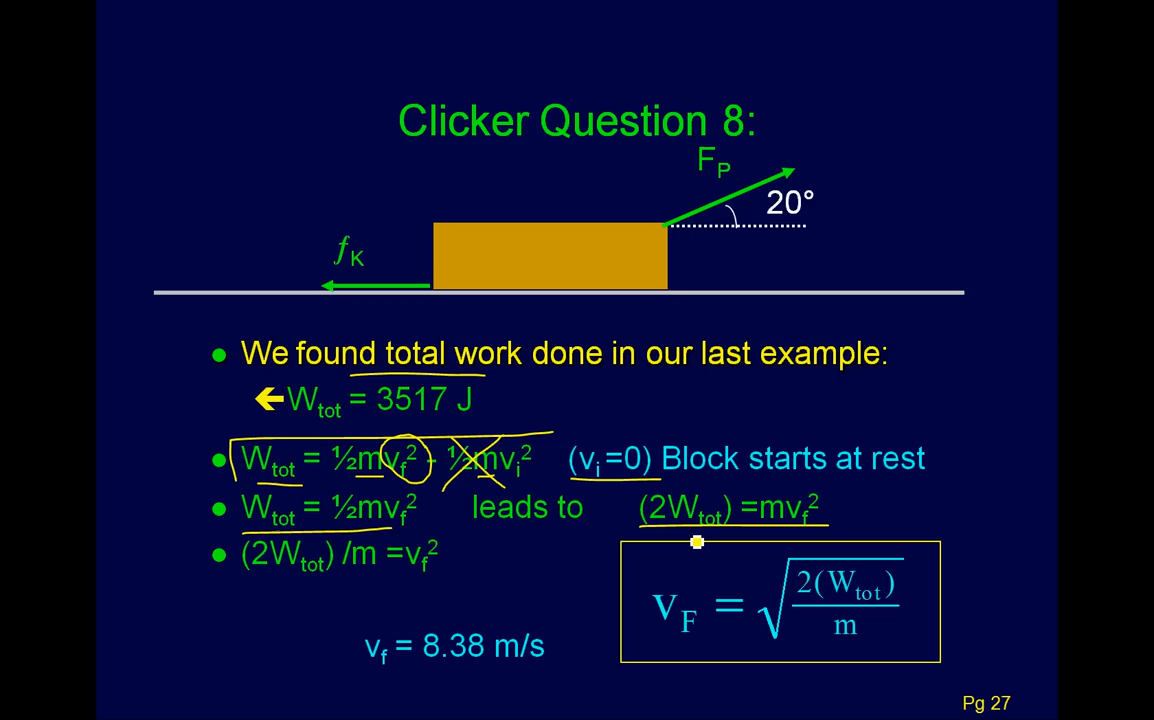 Clicker Question 8:
F_P
20°
ƒ_K
We found total work done in our last example:
W_tot = 3517 J
W_tot = ½mv_f² - ½mv_i² (v_i =0) Block starts at rest
W_tot = ½mv_f² leads to (2W_tot) =mv_f²
(2W_tot) /m =v_f²
v_F = √(2(W_tot)/m)
v_f = 8.38 m/s
Pg 27